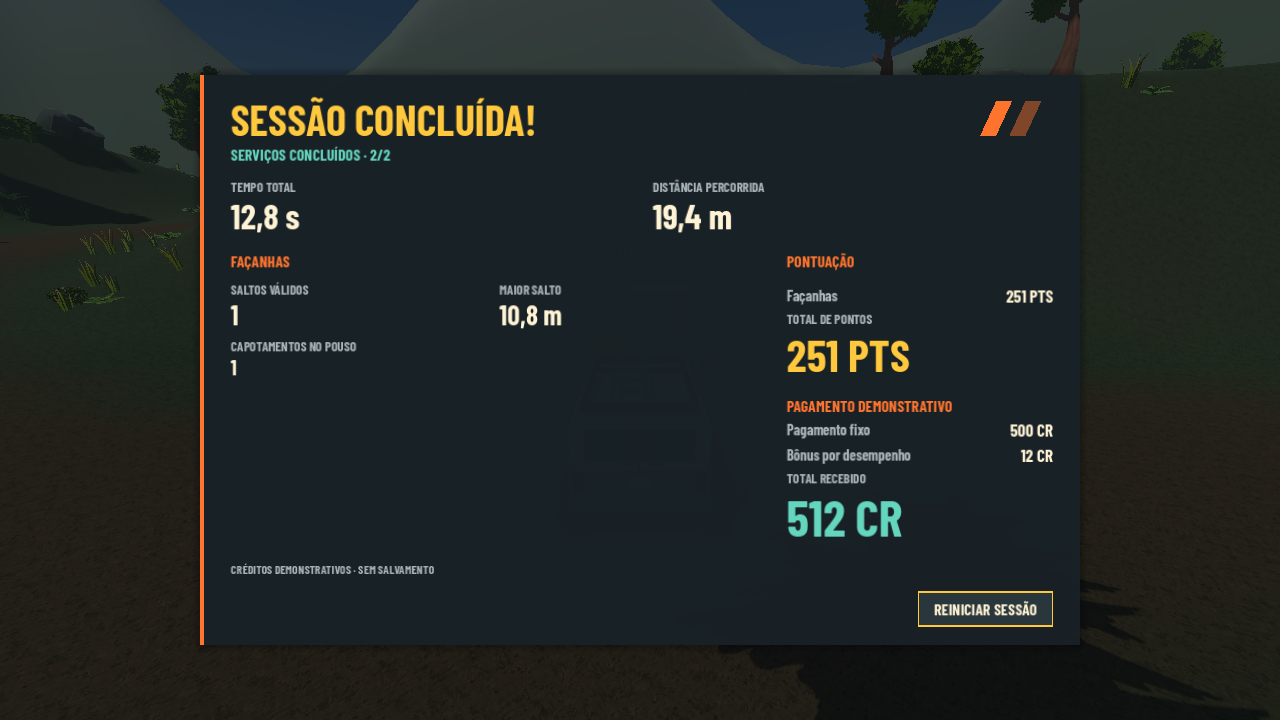 SESSÃO CONCLUÍDA!
SERVIÇOS CONCLUÍDOS · 2/2
TEMPO TOTAL
12,8 s
DISTÂNCIA PERCORRIDA
19,4 m
FAÇANHAS
SALTOS VÁLIDOS
1
MAIOR SALTO
10,8 m
CAPOTAMENTOS NO POUSO
1
PONTUAÇÃO
Façanhas 251 PTS
TOTAL DE PONTOS
251 PTS
PAGAMENTO DEMONSTRATIVO
Pagamento fixo 500 CR
Bônus por desempenho 12 CR
TOTAL RECEBIDO
512 CR
CRÉDITOS DEMONSTRATIVOS · SEM SALVAMENTO
REINICIAR SESSÃO